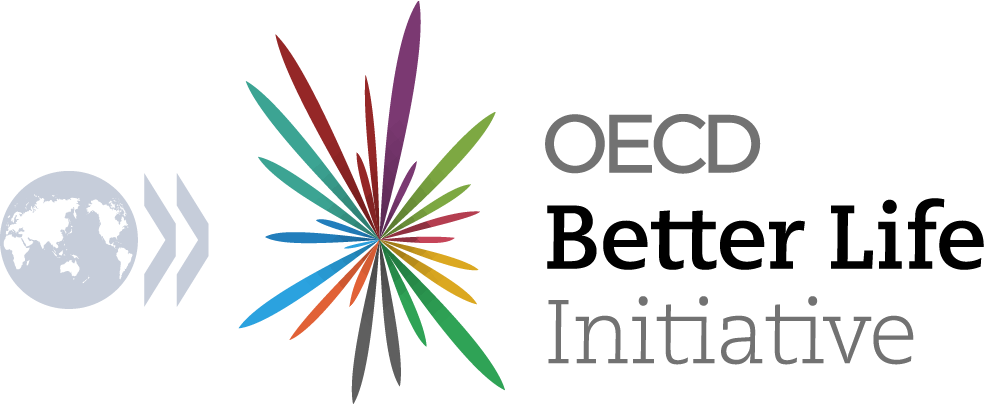 OECD
Better Life
Initiative